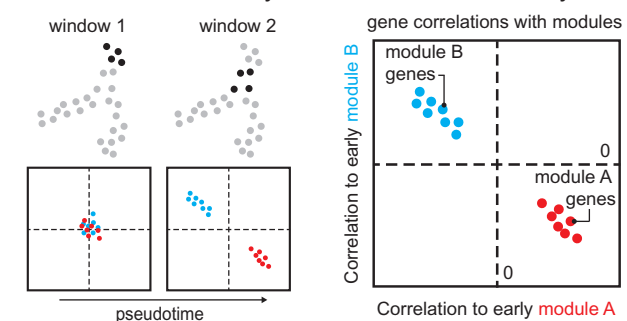 window 1
window 2
pseudotime
gene correlations with modules
module B
genes
0
module A
genes
0
Correlation to early module B
Correlation to early module A